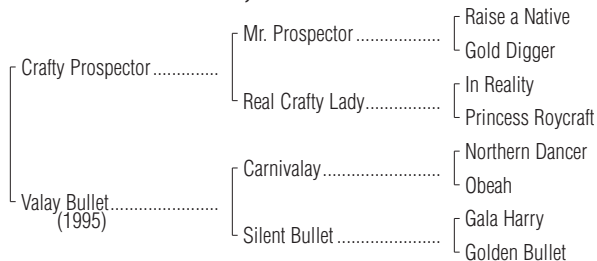 Raise a Native
Mr. Prospector ..................
Gold Digger
Crafty Prospector ..............
In Reality
Real Crafty Lady ................
Princess Roycraft
Northern Dancer
Carnivalay .........................
Obeah
Valay Bullet .......................
(1995)
Gala Harry
Silent Bullet ......................
Golden Bullet